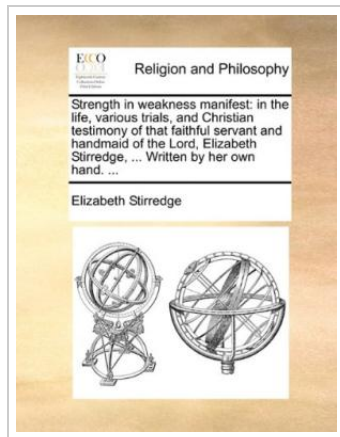 ECCO
Religion and Philosophy
Strength in weakness manifest: in the
life, various trials, and Christian
testimony of that faithful servant and
handmaid of the Lord, Elizabeth
Stirredge, ... Written by her own
hand. ...
Elizabeth Stirredge